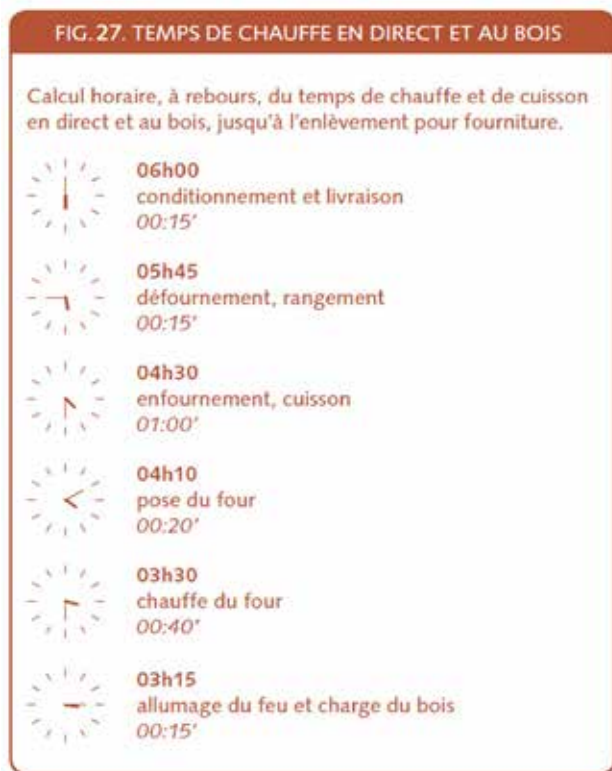 FIG. 27. TEMPS DE CHAUFFE EN DIRECT ET AU BOIS
Calcul horaire, à rebours, du temps de chauffe et de cuisson
en direct et au bois, jusqu'à l'enlèvement pour fourniture.
06h00
conditionnement et livraison
00:15'
05h45
défournement, rangement
00:15'
04h30
enfournement, cuisson
01:00'
04h10
pose du four
00:20'
03h30
chauffe du four
00:40'
03h15
allumage du feu et charge du bois
00:15'